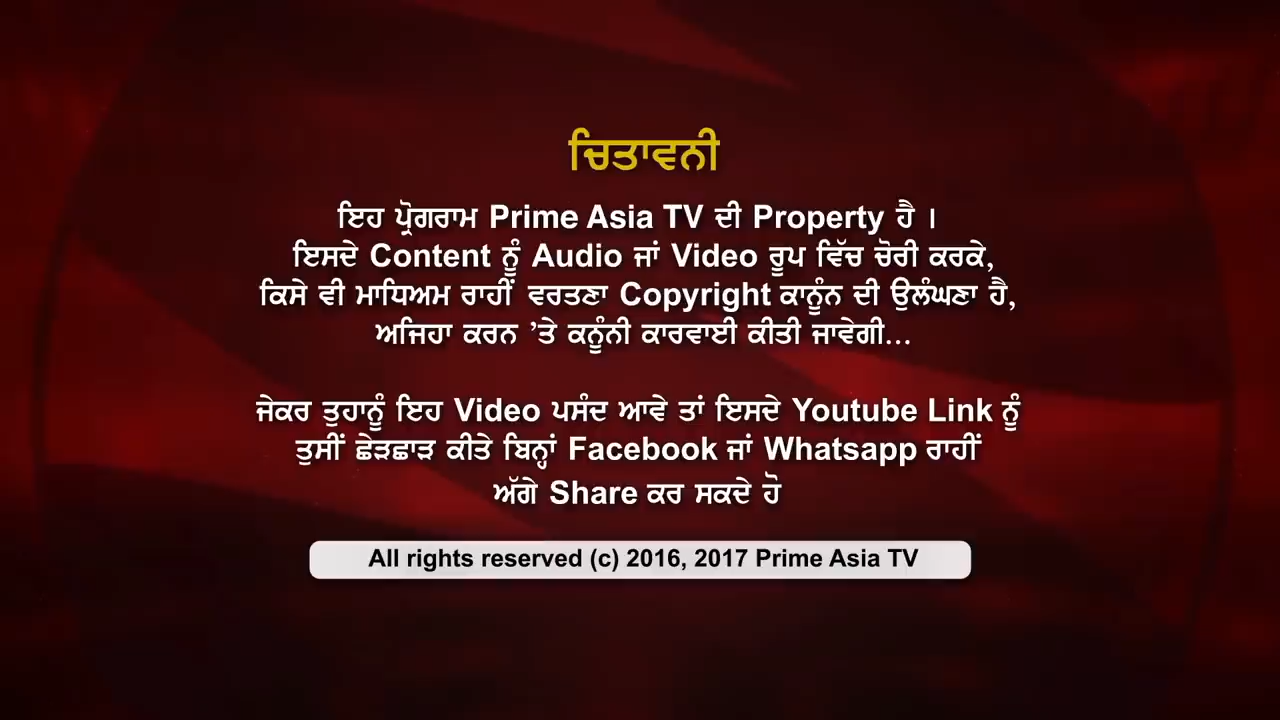 ਚਿਤਾਵਨੀ
ਇਹ ਪ੍ਰੋਗਰਾਮ Prime Asia TV ਦੀ Property ਹੈ ।
ਇਸਦੇ Content ਨੂੰ Audio ਜਾਂ Video ਰੂਪ ਵਿੱਚ ਚੋਰੀ ਕਰਕੇ,
ਕਿਸੇ ਵੀ ਮਾਧਿਅਮ ਰਾਹੀਂ ਵਰਤਣਾ Copyright ਕਾਨੂੰਨ ਦੀ ਉਲੰਘਣਾ ਹੈ,
ਅਜਿਹਾ ਕਰਨ ’ਤੇ ਕਨੂੰਨੀ ਕਾਰਵਾਈ ਕੀਤੀ ਜਾਵੇਗੀ...
ਜੇਕਰ ਤੁਹਾਨੂੰ ਇਹ Video ਪਸੰਦ ਆਵੇ ਤਾਂ ਇਸਦੇ Youtube Link ਨੂੰ
ਤੁਸੀਂ ਛੇੜਛਾੜ ਕੀਤੇ ਬਿਨ੍ਹਾਂ Facebook ਜਾਂ Whatsapp ਰਾਹੀਂ
ਅੱਗੇ Share ਕਰ ਸਕਦੇ ਹੋ
All rights reserved (c) 2016, 2017 Prime Asia TV